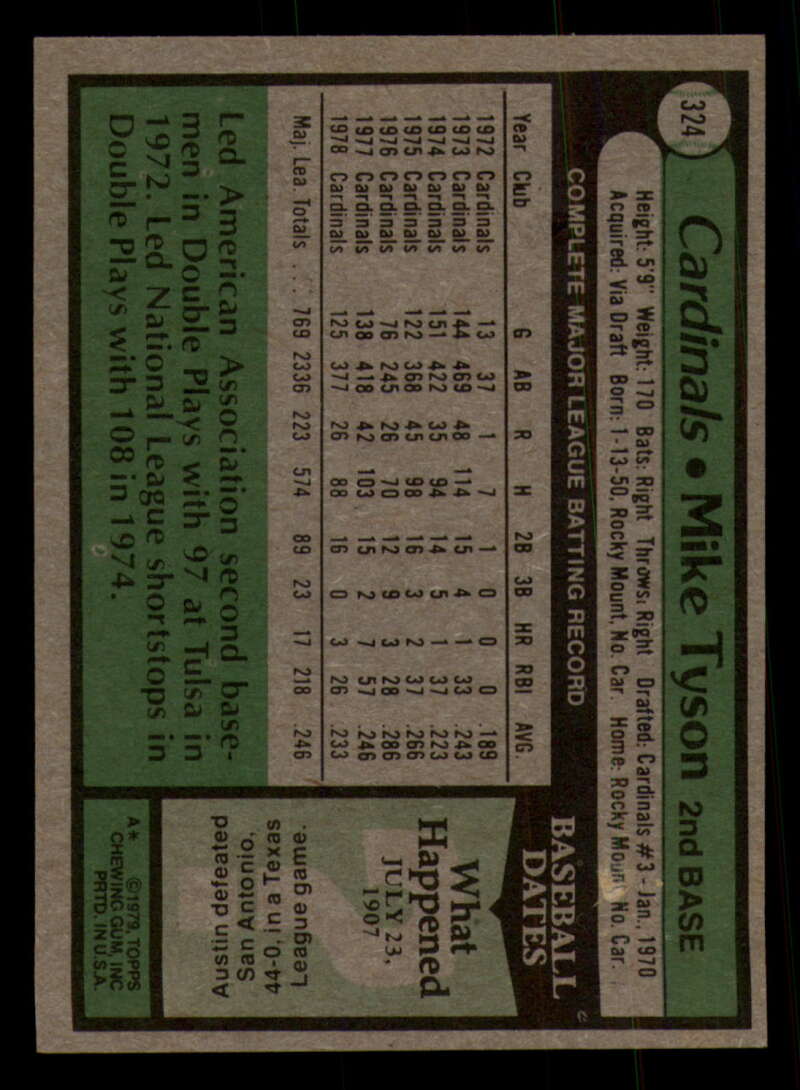 324
Cardinals • Mike Tyson 2nd BASE
Height: 5'9" Weight: 170 Bats: Right Throws: Right Drafted: Cardinals #3 - Jan., 1970
Acquired: Via Draft Born: 1-13-50, Rocky Mount, No. Car. Home: Rocky Mount, No. Car.
COMPLETE MAJOR LEAGUE BATTING RECORD
Year Club G AB R H 2B 3B HR RBI AVG.
1972 Cardinals 13 37 1 7 1 0 0 0 .189
1973 Cardinals 144 469 48 114 15 4 1 33 .243
1974 Cardinals 151 422 35 94 14 5 1 37 .223
1975 Cardinals 122 368 45 98 16 3 2 37 .266
1976 Cardinals 76 245 26 70 12 9 3 28 .286
1977 Cardinals 138 418 42 103 15 2 7 57 .246
1978 Cardinals 125 377 26 88 16 0 3 26 .233
Maj. Lea. Totals . . . 769 2336 223 574 89 23 17 218 .246
Led American Association second base-
men in Double Plays with 97 at Tulsa in
1972. Led National League shortstops in
Double Plays with 108 in 1974.
BASEBALL
DATES
What
Happened
JULY 23,
1907
Austin defeated
San Antonio,
44-0, in a Texas
League game.
A* ©1979, TOPPS
CHEWING GUM, INC
PRTD. IN U.S.A.